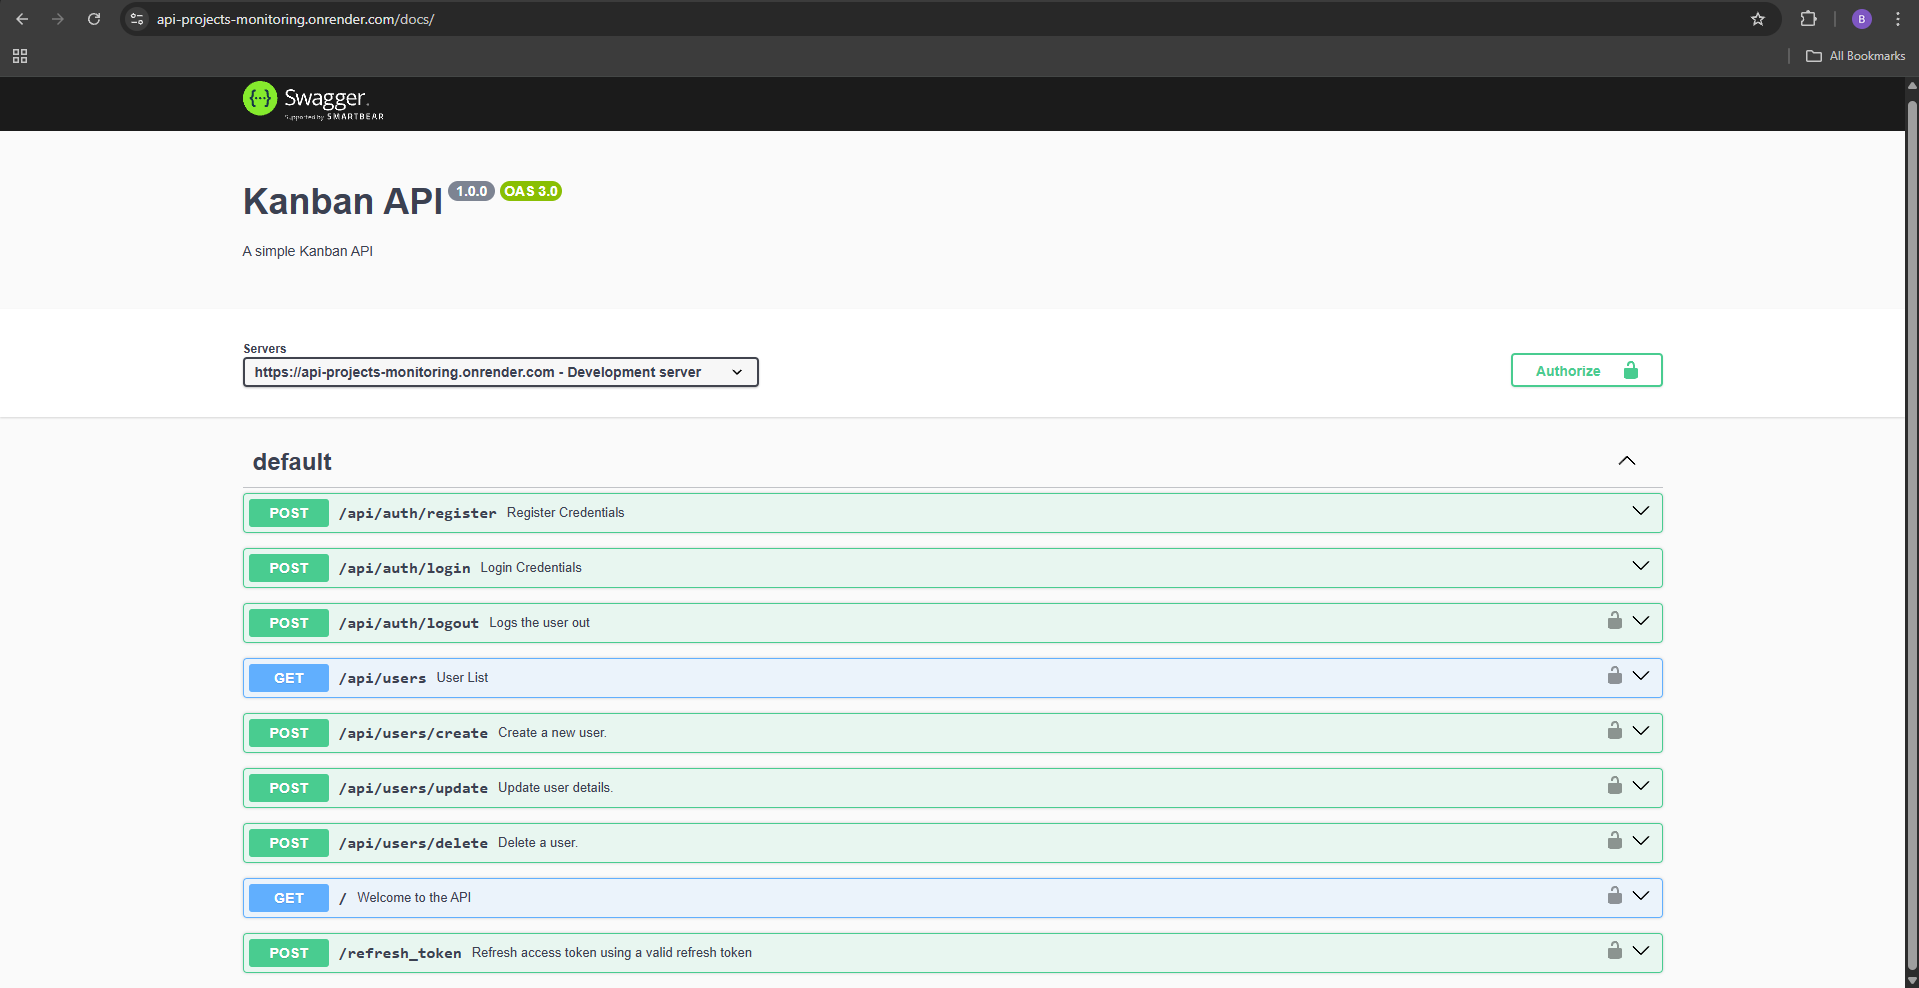 api-projects-monitoring.onrender.com/docs/
B
All Bookmarks
{···} Swagger.
Supported by SMARTBEAR
Kanban API 1.0.0 OAS 3.0
A simple Kanban API
Servers
https://api-projects-monitoring.onrender.com - Development server
Authorize
default
POST /api/auth/register Register Credentials
POST /api/auth/login Login Credentials
POST /api/auth/logout Logs the user out
GET /api/users User List
POST /api/users/create Create a new user.
POST /api/users/update Update user details.
POST /api/users/delete Delete a user.
GET / Welcome to the API
POST /refresh_token Refresh access token using a valid refresh token